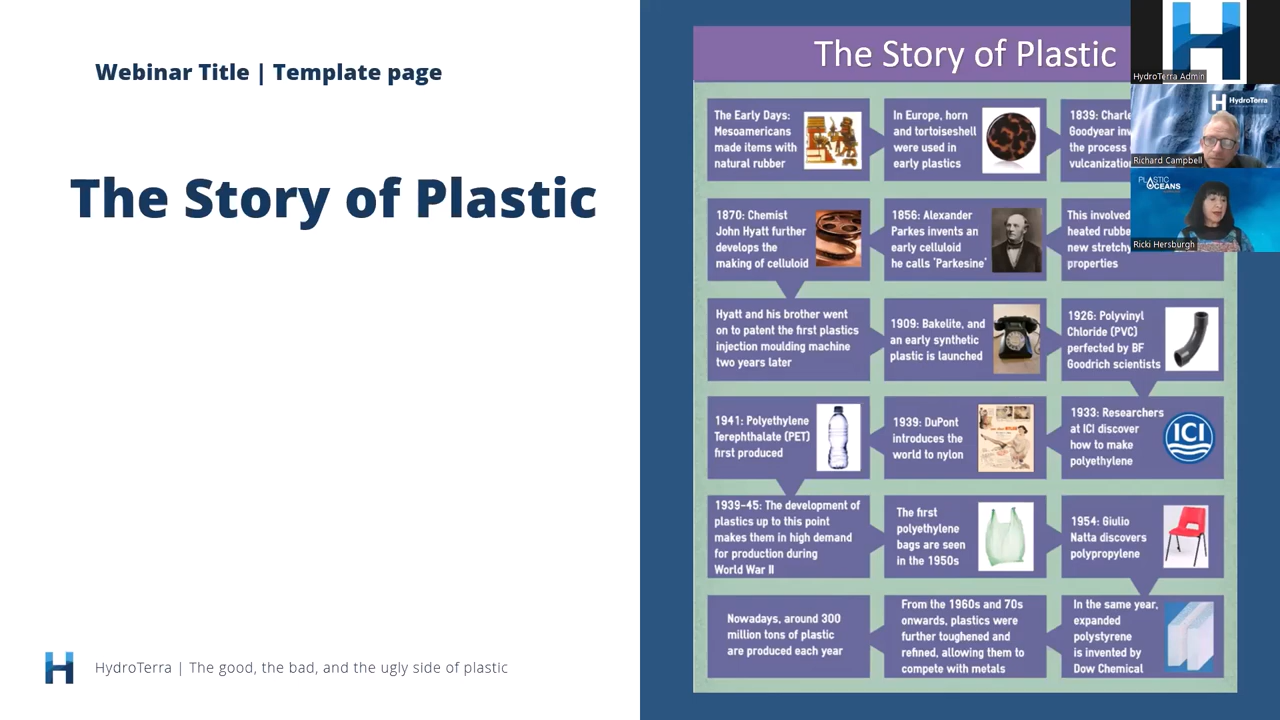 Webinar Title | Template page
The Story of Plastic
HydroTerra | The good, the bad, and the ugly side of plastic
The Story of Plastic
The Early Days:
Mesoamericans
made items with
natural rubber
In Europe, horn
and tortoiseshell
were used in
early plastics
1839: Charle
Goodyear inv
the process
vulcanization
This involved
heated rubbe
new stretchy
properties
1856: Alexander
Parkes invents an
early celluloid
he calls 'Parkesine'
1870: Chemist
John Hyatt further
develops the
making of celluloid
Hyatt and his brother went
on to patent the first plastics
injection moulding machine
two years later
1909: Bakelite, and
an early synthetic
plastic is launched
1926: Polyvinyl
Chloride (PVC)
perfected by BF
Goodrich scientists
1933: Researchers
at ICI discover
how to make
polyethylene
ICI
1939: DuPont
introduces the
world to nylon
1941: Polyethylene
Terephthalate (PET)
first produced
1939-45: The development of
plastics up to this point
makes them in high demand
for production during
World War II
The first
polyethylene
bags are seen
in the 1950s
1954: Giulio
Natta discovers
polypropylene
In the same year,
expanded
polystyrene
is invented by
Dow Chemical
From the 1960s and 70s
onwards, plastics were
further toughened and
refined, allowing them to
compete with metals
Nowadays, around 300
million tons of plastic
are produced each year
HydroTerra Admin
HydroTerra
Richard Campbell
PLASTIC
OCEANS
Ricki Hersburgh